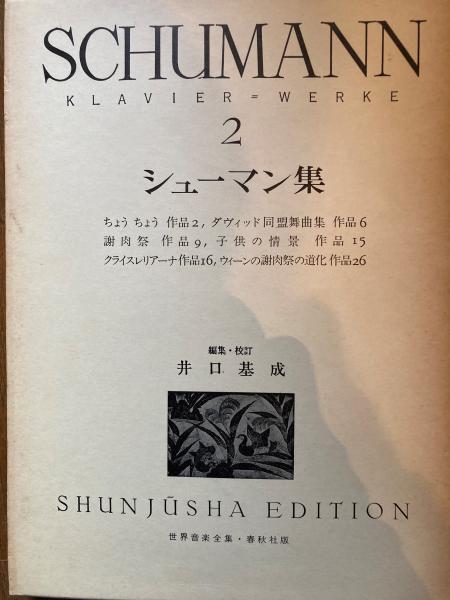 SCHUMANN
KLAVIER=WERKE
2
シューマン集
ちょう ちょう 作品2, ダヴィッド同盟舞曲集 作品6
謝肉祭 作品9, 子供の情景 作品15
クライスレリアーナ作品16, ウィーンの謝肉祭の道化 作品26
編集・校訂
井口基成
SHUNJŪSHA EDITION
世界音楽全集・春秋社版